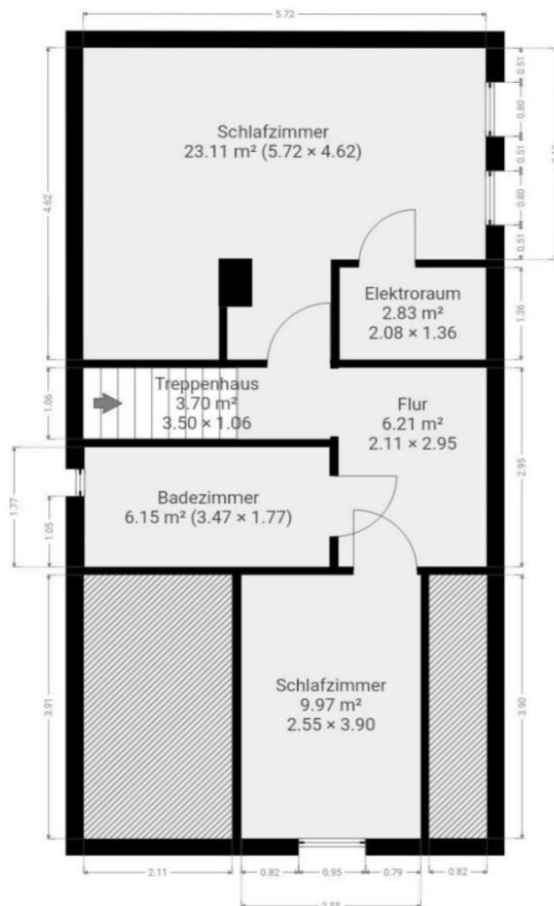 5.72
0.51
Schlafzimmer
23.11 m² (5.72 × 4.62)
0.80
0.51
4.62
0.80
0.51
Elektroraum
2.83 m²
2.08 × 1.36
1.36
Treppenhaus
3.70 m²
3.50 × 1.06
1.06
Flur
6.21 m²
2.11 × 2.95
2.95
Badezimmer
6.15 m² (3.47 × 1.77)
1.77
1.05
Schlafzimmer
9.97 m²
2.55 × 3.90
3.91
3.90
2.11
0.82
0.95
0.79
0.82
2.55